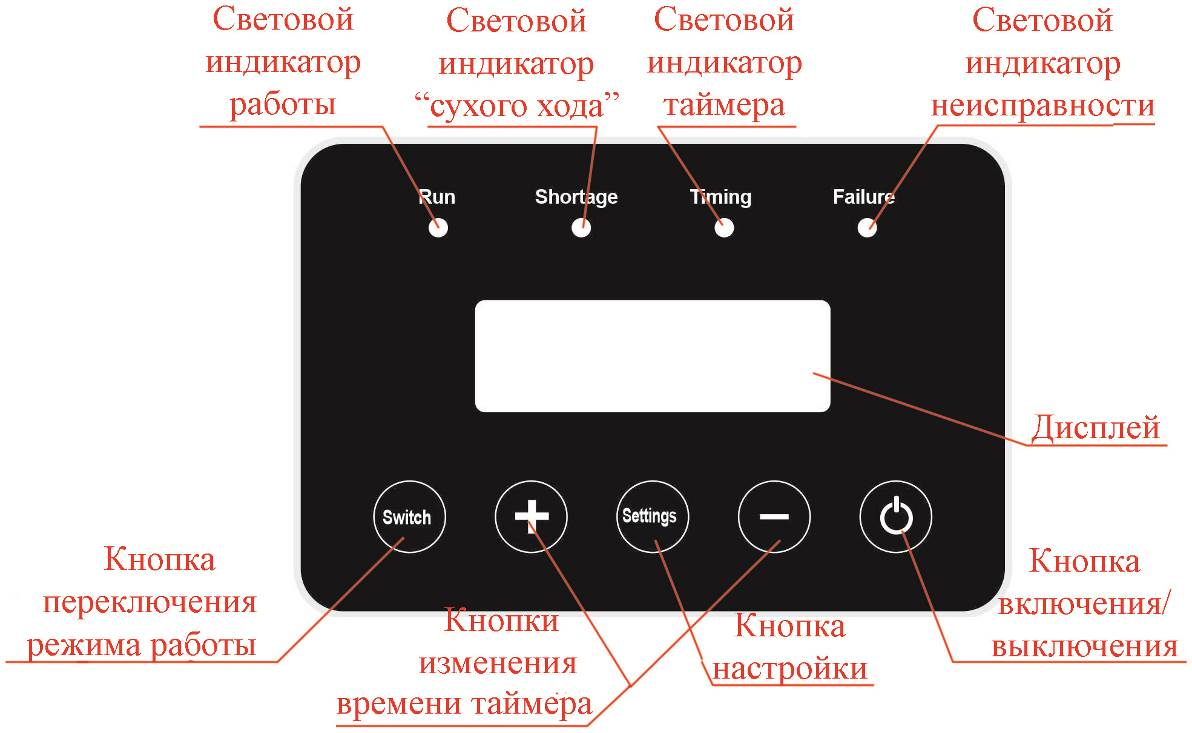 Световой
индикатор
работы
Световой
индикатор
“сухого хода”
Световой
индикатор
таймера
Световой
индикатор
неисправности
Run
Shortage
Timing
Failure
Дисплей
Switch
Settings
Кнопка
переключения
режима работы
Кнопки
изменения
времени таймера
Кнопка
настройки
Кнопка
включения/
выключения